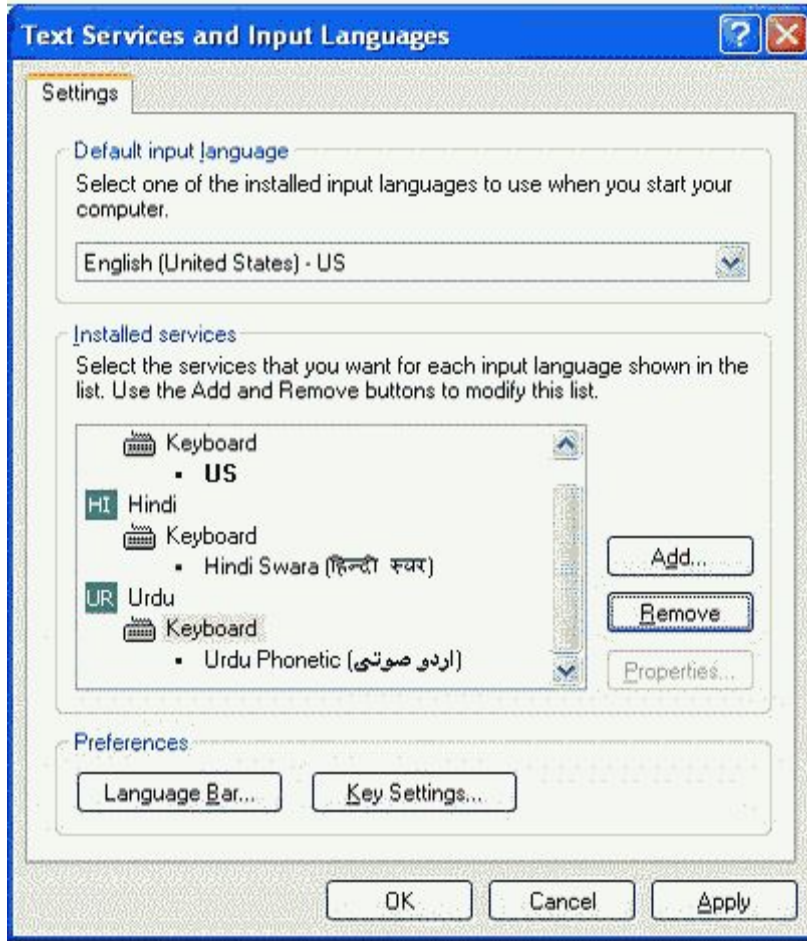 Text Services and Input Languages
Settings
Default input language
Select one of the installed input languages to use when you start your
computer.
English (United States) - US
Installed services
Select the services that you want for each input language shown in the
list. Use the Add and Remove buttons to modify this list.
Keyboard
US
HI Hindi
Keyboard
Hindi Swara (हिन्दी स्वर)
UR Urdu
Keyboard
Urdu Phonetic (اردو صوتی)
Add...
Remove
Properties...
Preferences
Language Bar...
Key Settings...
OK
Cancel
Apply